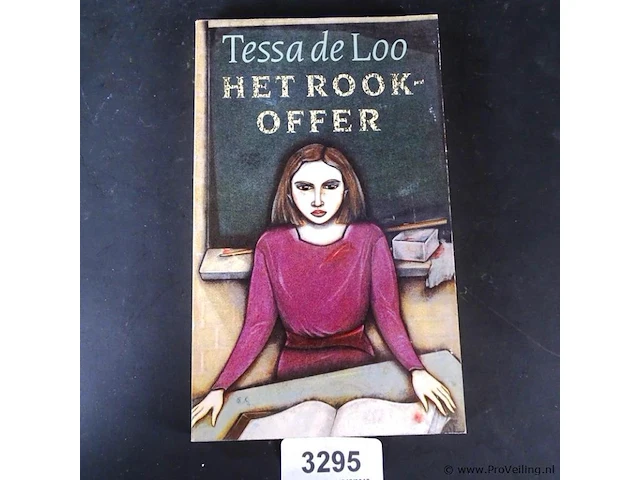 Tessa de Loo
HET ROOK-
OFFER
3295
© www.ProVeiling.nl